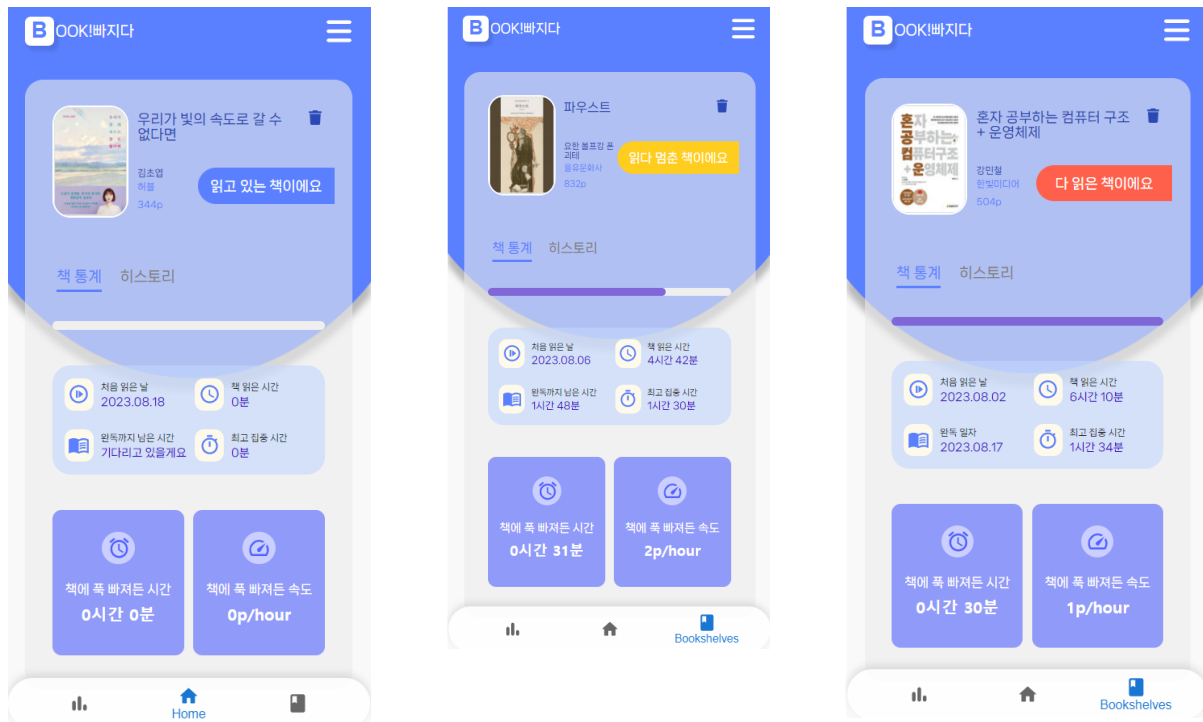 BOOK!빠지다
우리가 빛의 속도로 갈 수
없다면
김초엽
허블
344p
읽고 있는 책이에요
책 통계 히스토리
처음 읽은 날
2023.08.18
책 읽은 시간
0분
완독까지 남은 시간
기다리고 있을게요
최고 집중 시간
0분
책에 푹 빠져든 시간
0시간 0분
책에 푹 빠져든 속도
0p/hour
Home
BOOK!빠지다
파우스트
요한 볼프강 폰
괴테
을유문화사
832p
읽다 멈춘 책이에요
책 통계 히스토리
처음 읽은 날
2023.08.06
책 읽은 시간
4시간 42분
완독까지 남은 시간
1시간 48분
최고 집중 시간
1시간 30분
책에 푹 빠져든 시간
0시간 31분
책에 푹 빠져든 속도
2p/hour
Bookshelves
BOOK!빠지다
혼자
공부하는
컴퓨터구조
+운영체제
혼자 공부하는 컴퓨터 구조
+ 운영체제
강민철
한빛미디어
504p
다 읽은 책이에요
책 통계 히스토리
처음 읽은 날
2023.08.02
책 읽은 시간
6시간 10분
완독 일자
2023.08.17
최고 집중 시간
1시간 34분
책에 푹 빠져든 시간
0시간 30분
책에 푹 빠져든 속도
1p/hour
Bookshelves